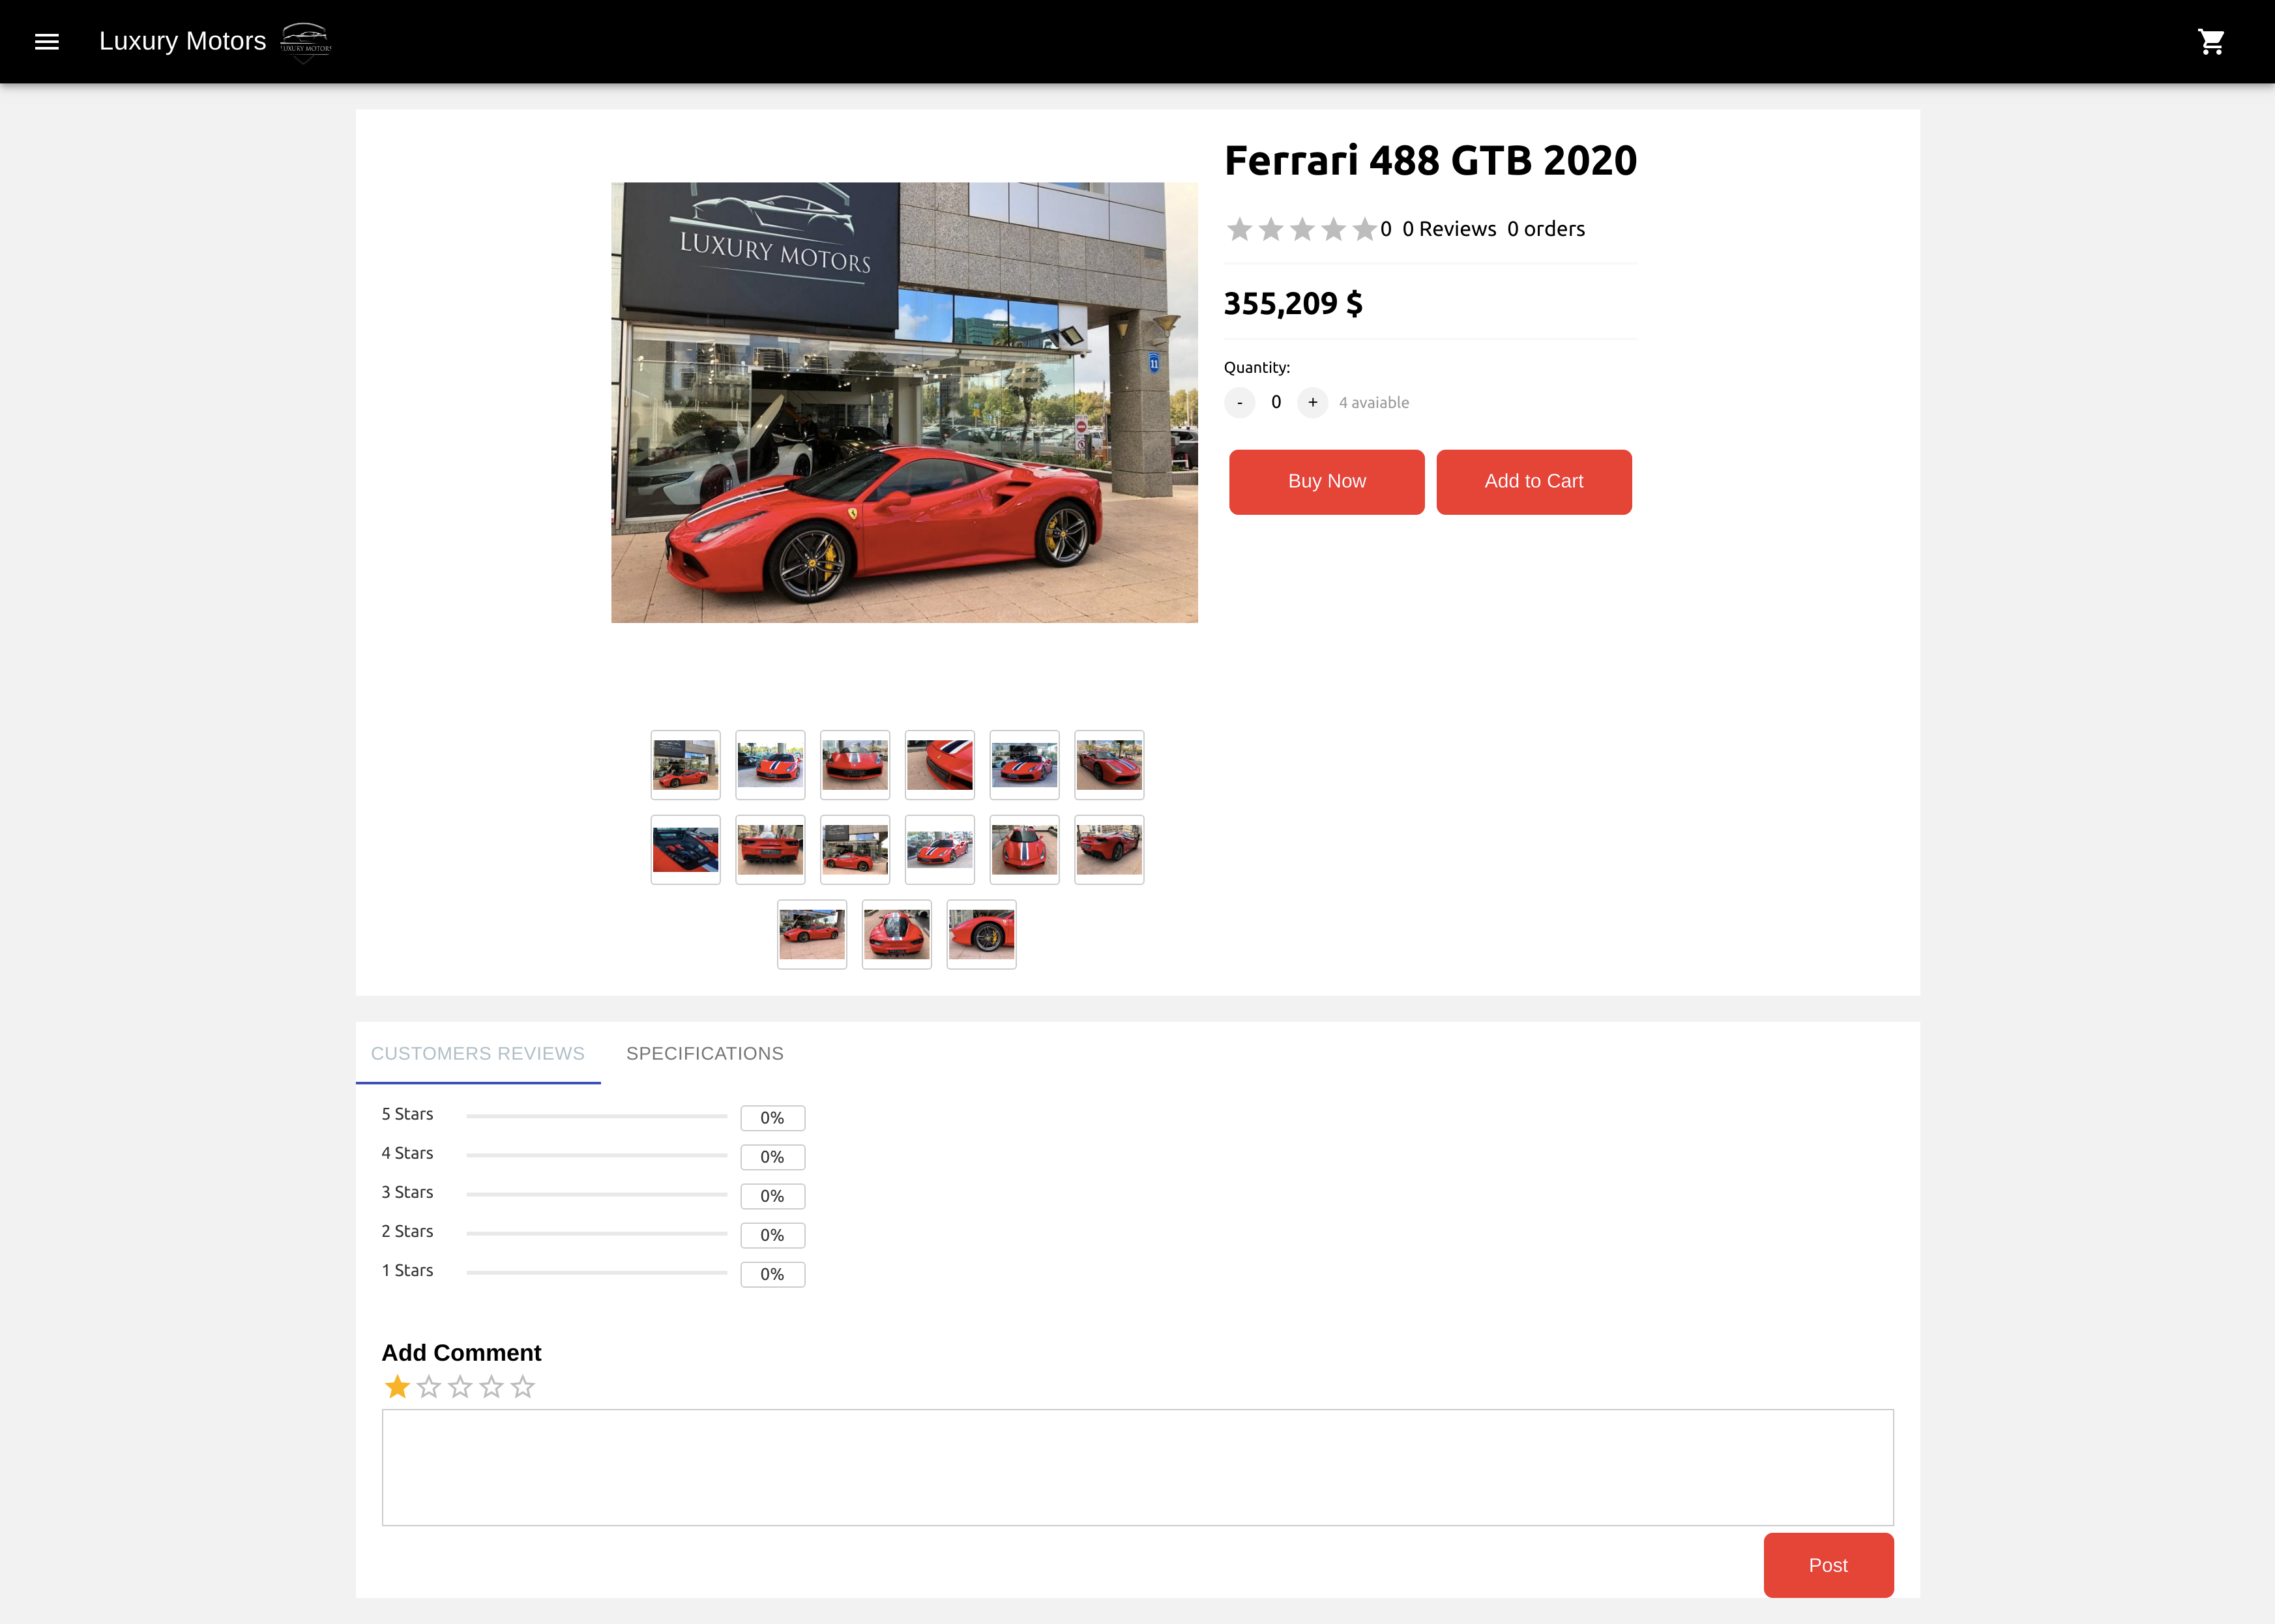 Luxury Motors
LUXURY MOTORS
Ferrari 488 GTB 2020
LUXURY MOTORS
0 0 Reviews 0 orders
355,209 $
11
Quantity:
- 0 + 4 avaiable
Buy Now Add to Cart
CUSTOMERS REVIEWS SPECIFICATIONS
5 Stars 0%
4 Stars 0%
3 Stars 0%
2 Stars 0%
1 Stars 0%
Add Comment
Post